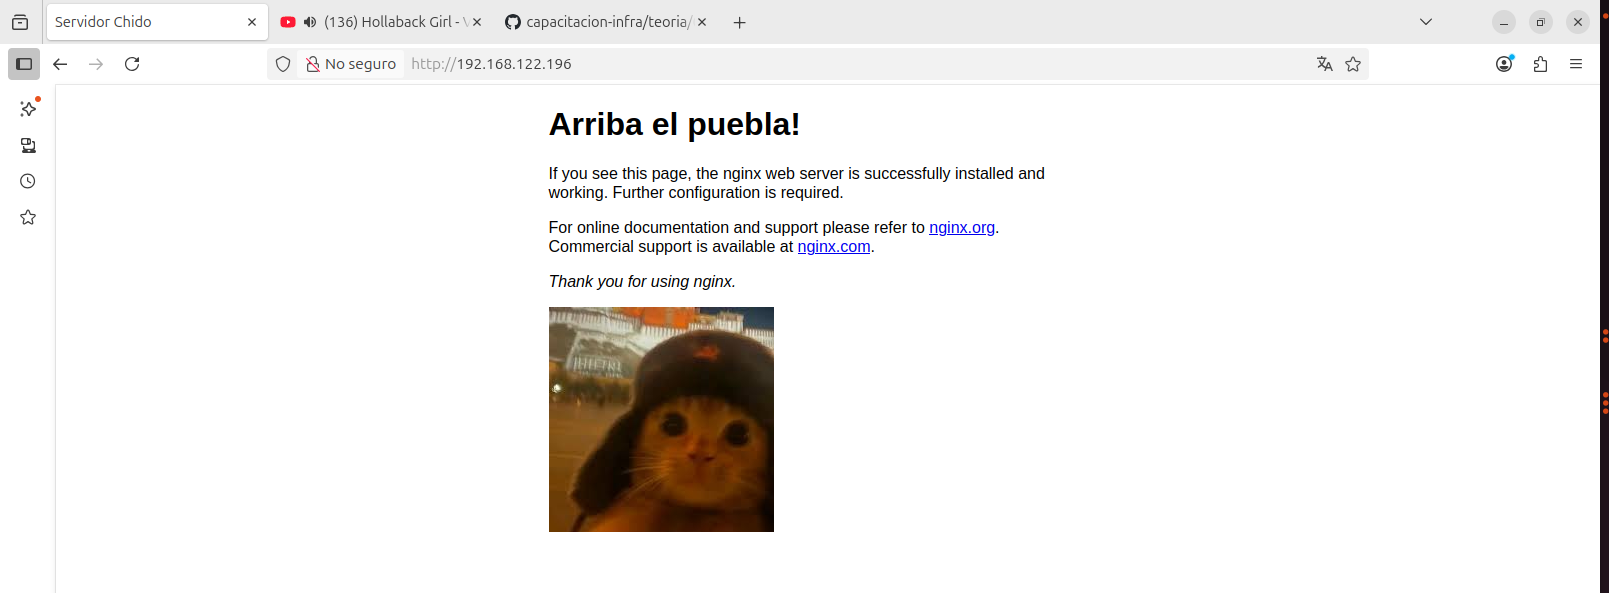 Servidor Chido
(136) Hollaback Girl -
capacitacion-infra/teoria/
No seguro
http://192.168.122.196
Arriba el puebla!
If you see this page, the nginx web server is successfully installed and
working. Further configuration is required.
For online documentation and support please refer to nginx.org.
Commercial support is available at nginx.com.
Thank you for using nginx.